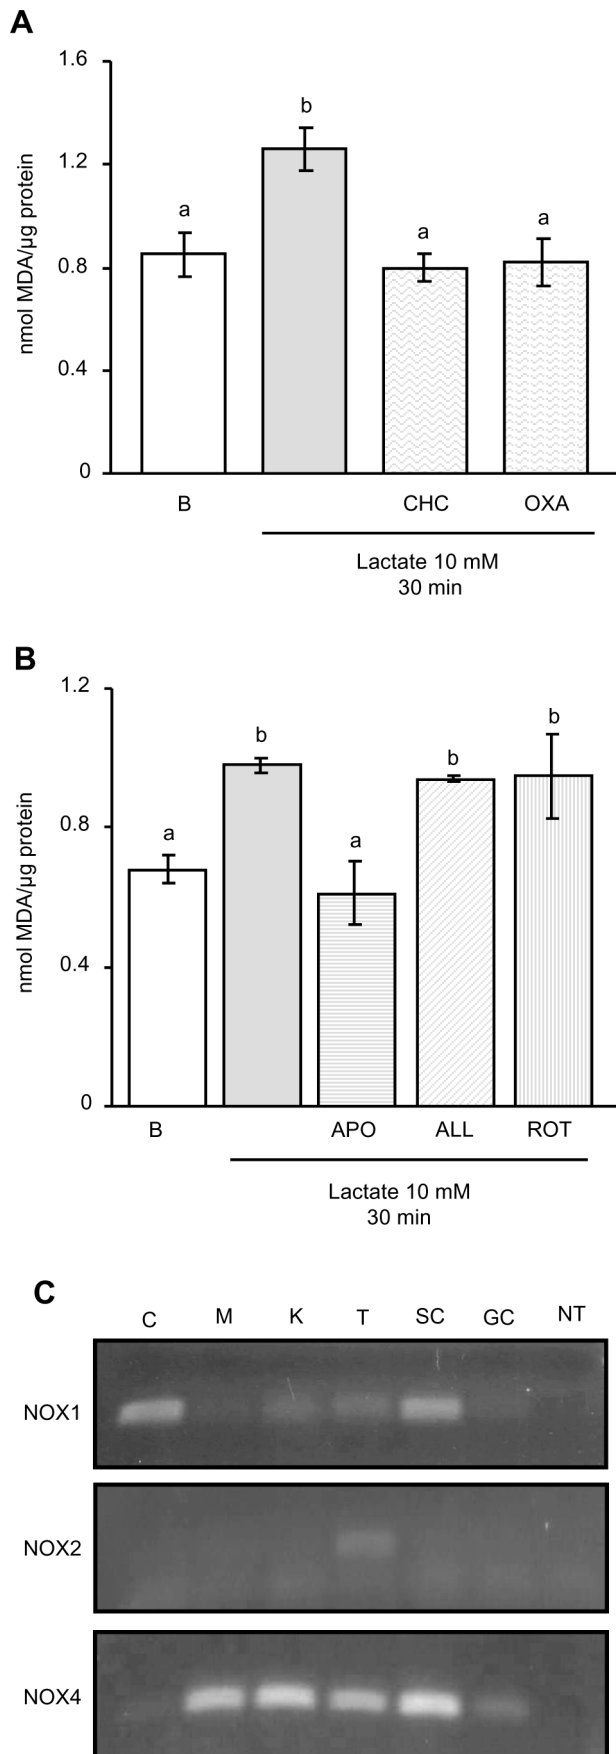 A
1.6
b
1.2
a
a
a
0.8
0.4
0
nmol MDA/µg protein
B
CHC
OXA
Lactate 10 mM
30 min
B
1.2
b
b
b
a
a
0.8
0.4
0
nmol MDA/µg protein
B
APO
ALL
ROT
Lactate 10 mM
30 min
C
C M K T SC GC NT
NOX1
NOX2
NOX4